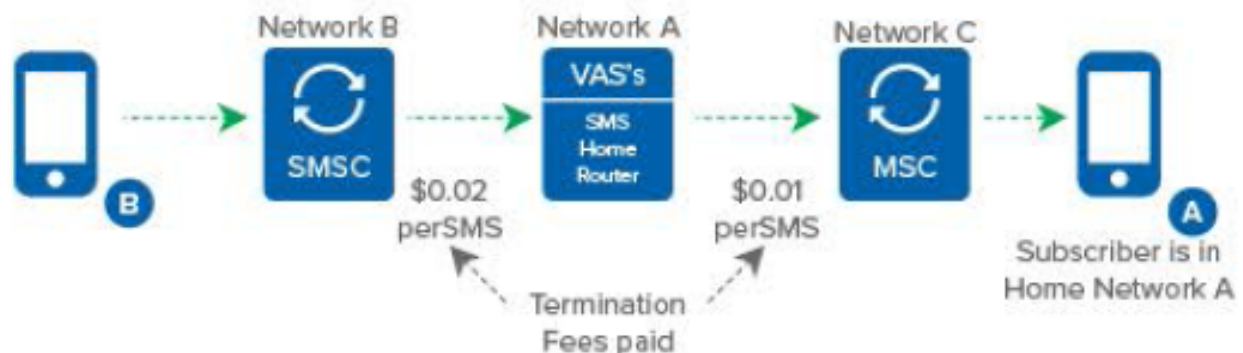 Network B
Network A
Network C
VAS's
SMS
Home
Router
SMSC
MSC
B
A
$0.02
perSMS
$0.01
perSMS
Subscriber is in
Home Network A
Termination
Fees paid